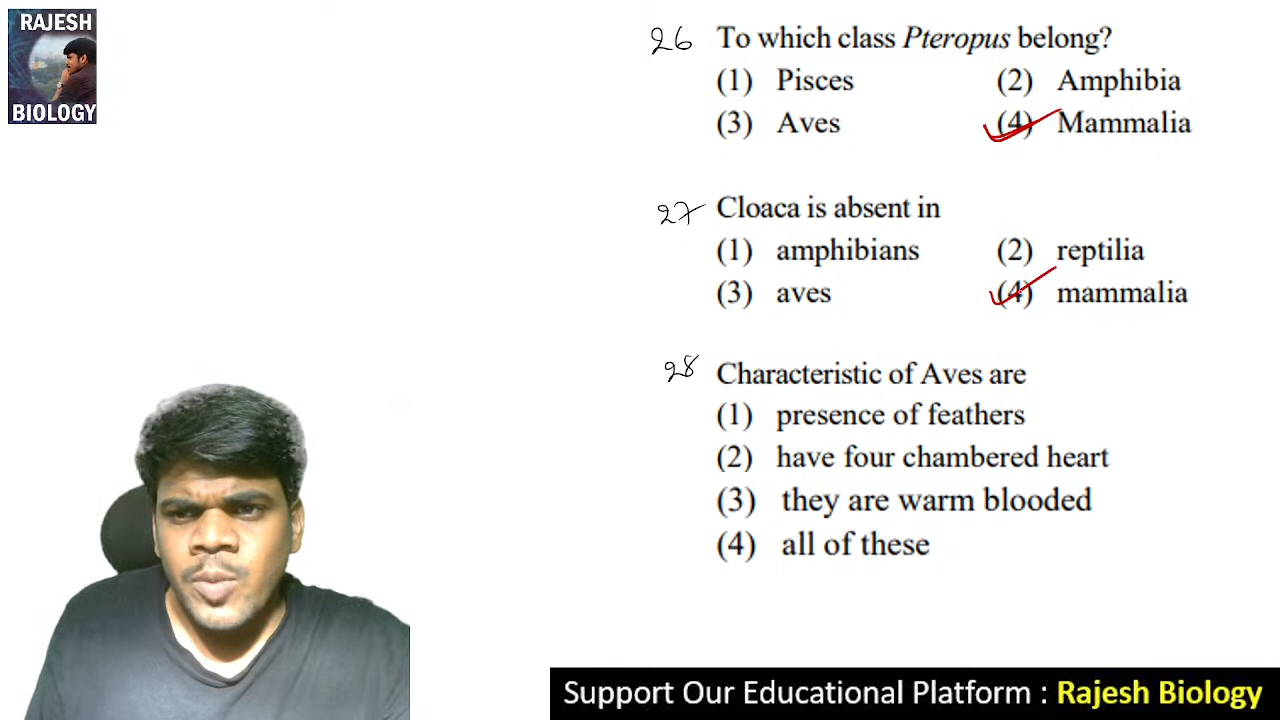 RAJESH
BIOLOGY
26 To which class Pteropus belong?
(1) Pisces (2) Amphibia
(3) Aves (4) Mammalia
27 Cloaca is absent in
(1) amphibians (2) reptilia
(3) aves (4) mammalia
28 Characteristic of Aves are
(1) presence of feathers
(2) have four chambered heart
(3) they are warm blooded
(4) all of these
Support Our Educational Platform : Rajesh Biology